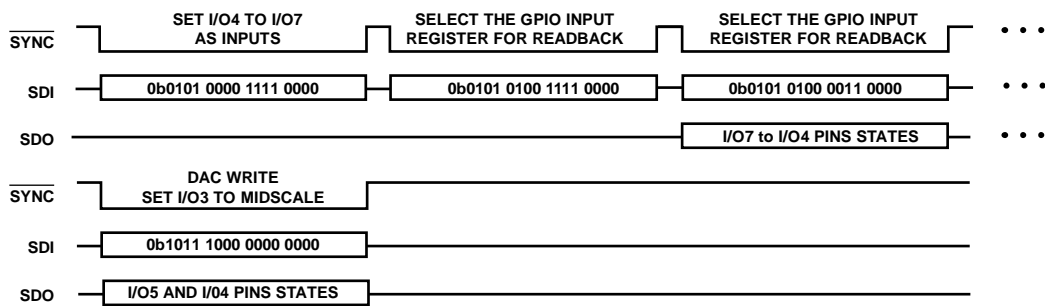 SET I/O4 TO I/O7
AS INPUTS
SELECT THE GPIO INPUT
REGISTER FOR READBACK
SELECT THE GPIO INPUT
REGISTER FOR READBACK
SYNC
SDI
0b0101 0000 1111 0000
0b0101 0100 1111 0000
0b0101 0100 0011 0000
SDO
I/O7 to I/O4 PINS STATES
DAC WRITE
SET I/O3 TO MIDSCALE
SYNC
SDI
0b1011 1000 0000 0000
SDO
I/O5 AND I/04 PINS STATES